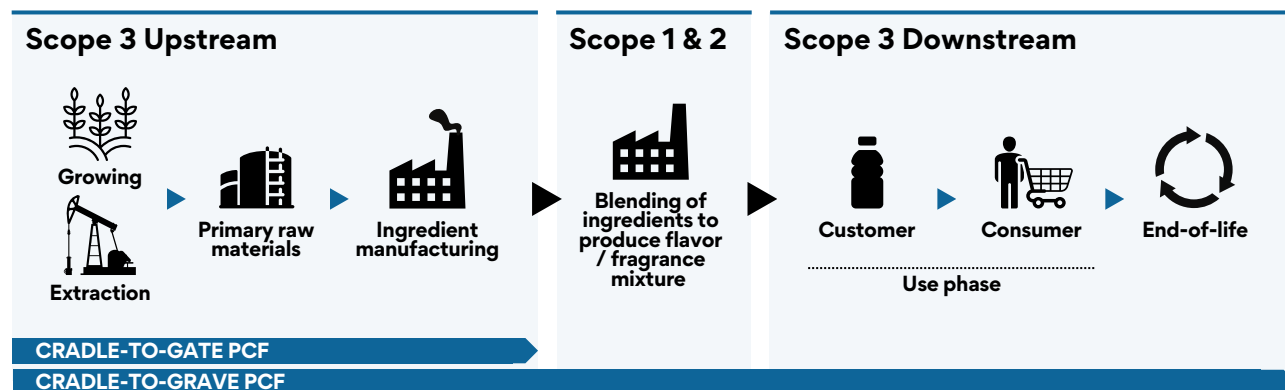 Scope 3 Upstream
Growing
Extraction
Primary raw
materials
Ingredient
manufacturing
Scope 1 & 2
Blending of
ingredients to
produce flavor
/ fragrance
mixture
Scope 3 Downstream
Customer
Consumer
End-of-life
Use phase
CRADLE-TO-GATE PCF
CRADLE-TO-GRAVE PCF